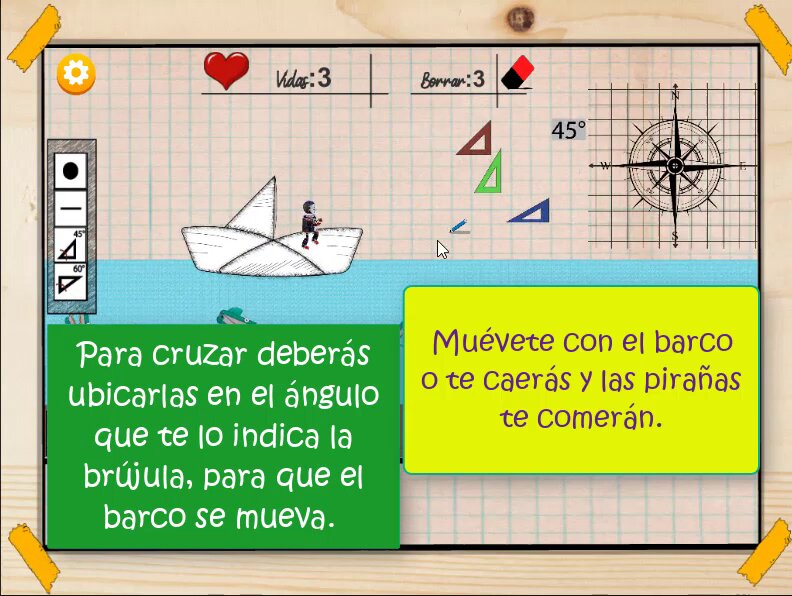 Vidas:3
Borrar:3
45°
N
W
E
S
45°
60°
Para cruzar deberás
ubicarlas en el ángulo
que te lo indica la
brújula, para que el
barco se mueva.
Muévete con el barco
o te caerás y las pirañas
te comerán.